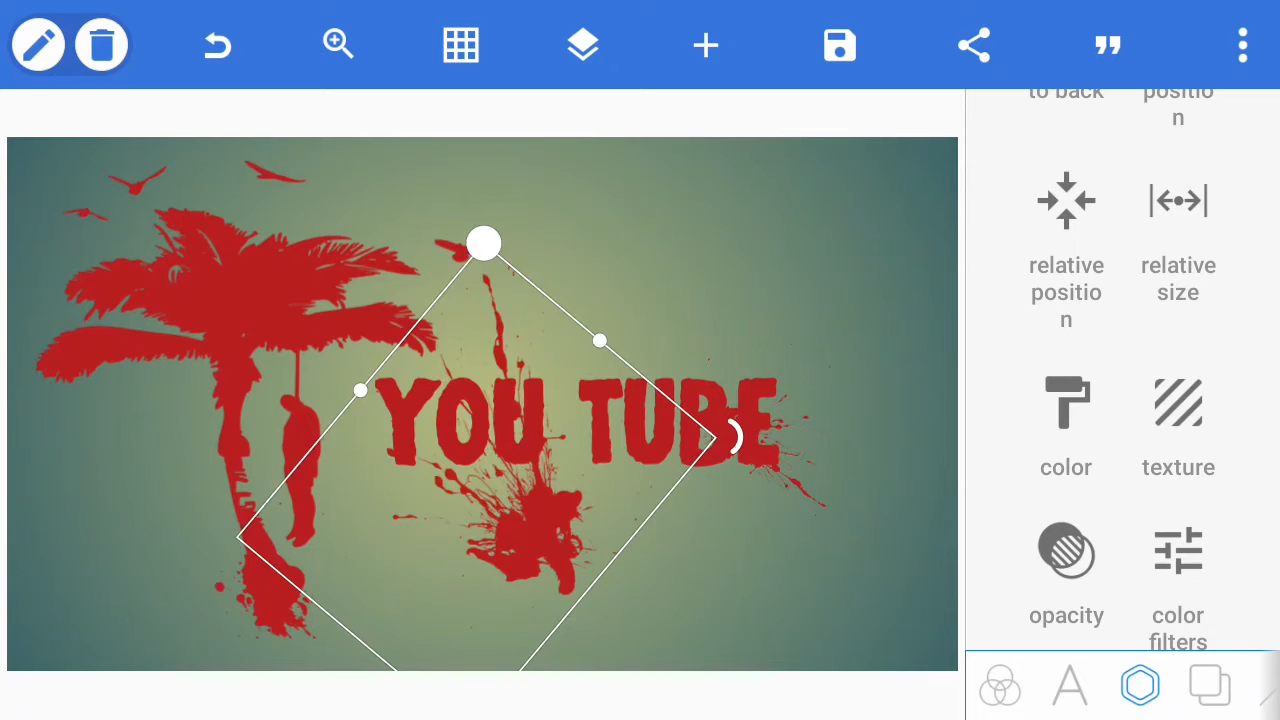 to back
positio
n
relative
positio
n
relative
size
YOU TUBE
color
texture
opacity
color
filters